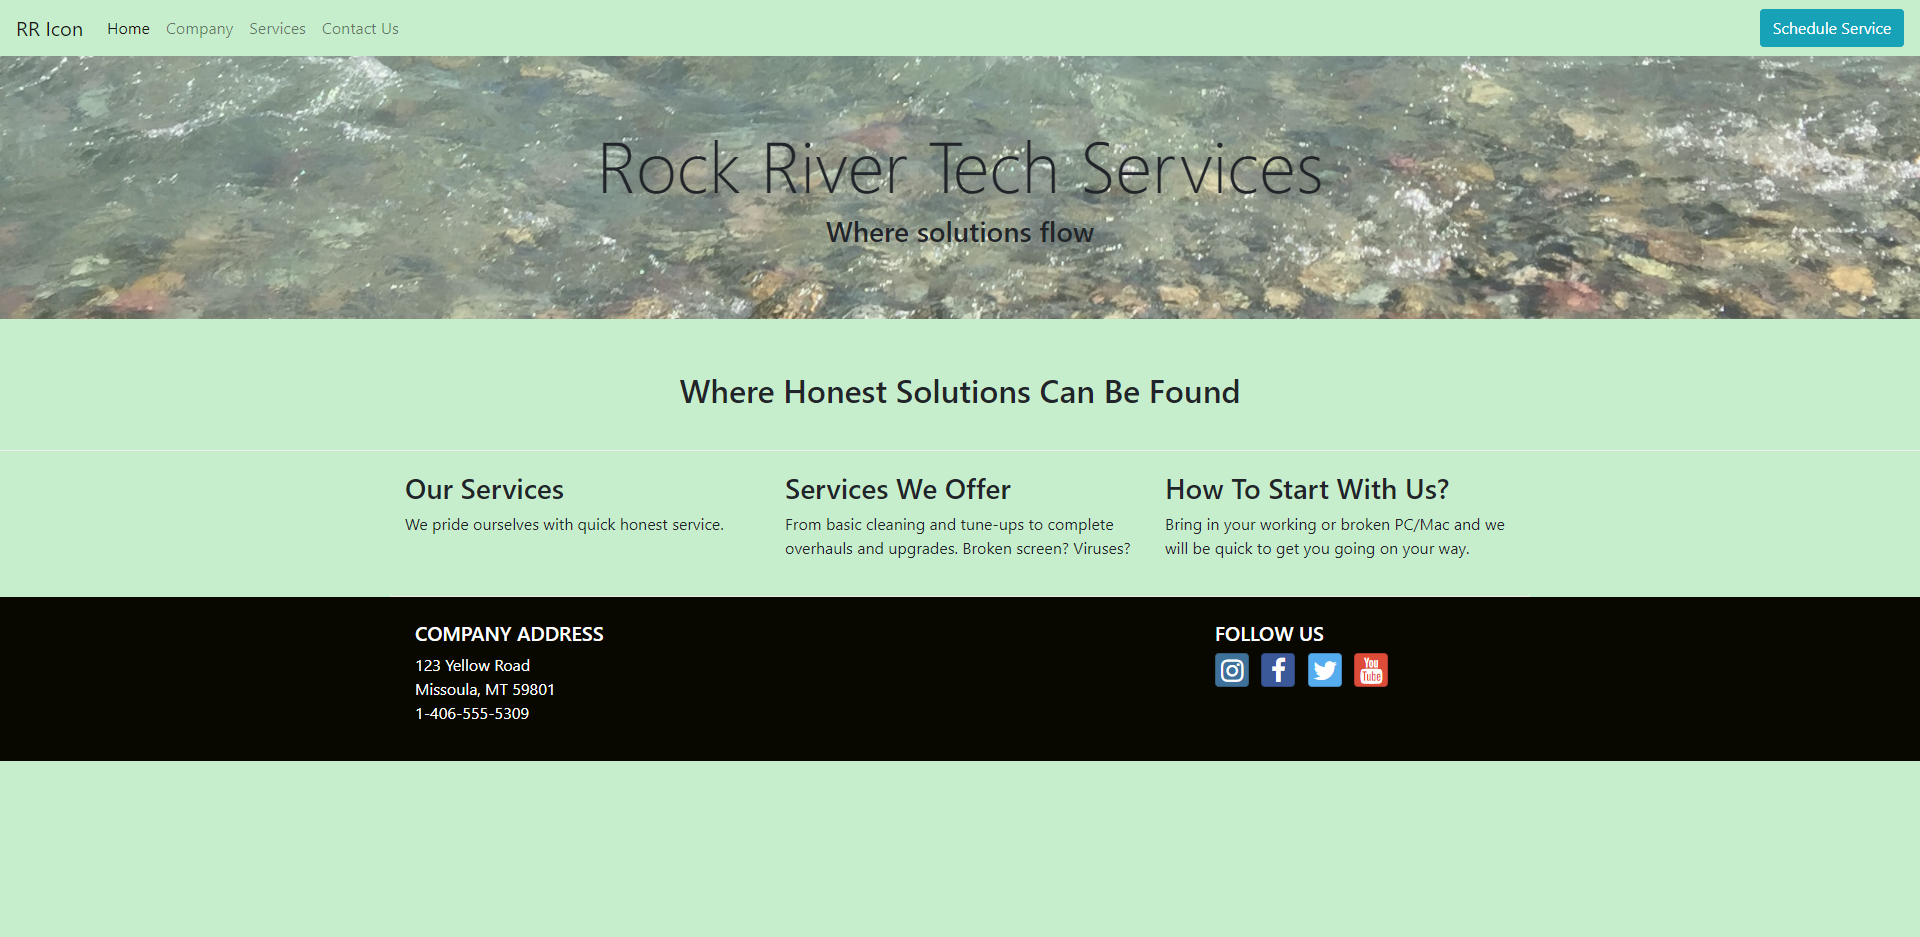 RR Icon Home Company Services Contact Us Schedule Service
Rock River Tech Services
Where solutions flow
Where Honest Solutions Can Be Found
Our Services
We pride ourselves with quick honest service.
Services We Offer
From basic cleaning and tune-ups to complete
overhauls and upgrades. Broken screen? Viruses?
How To Start With Us?
Bring in your working or broken PC/Mac and we
will be quick to get you going on your way.
COMPANY ADDRESS
123 Yellow Road
Missoula, MT 59801
1-406-555-5309
FOLLOW US
You
Tube